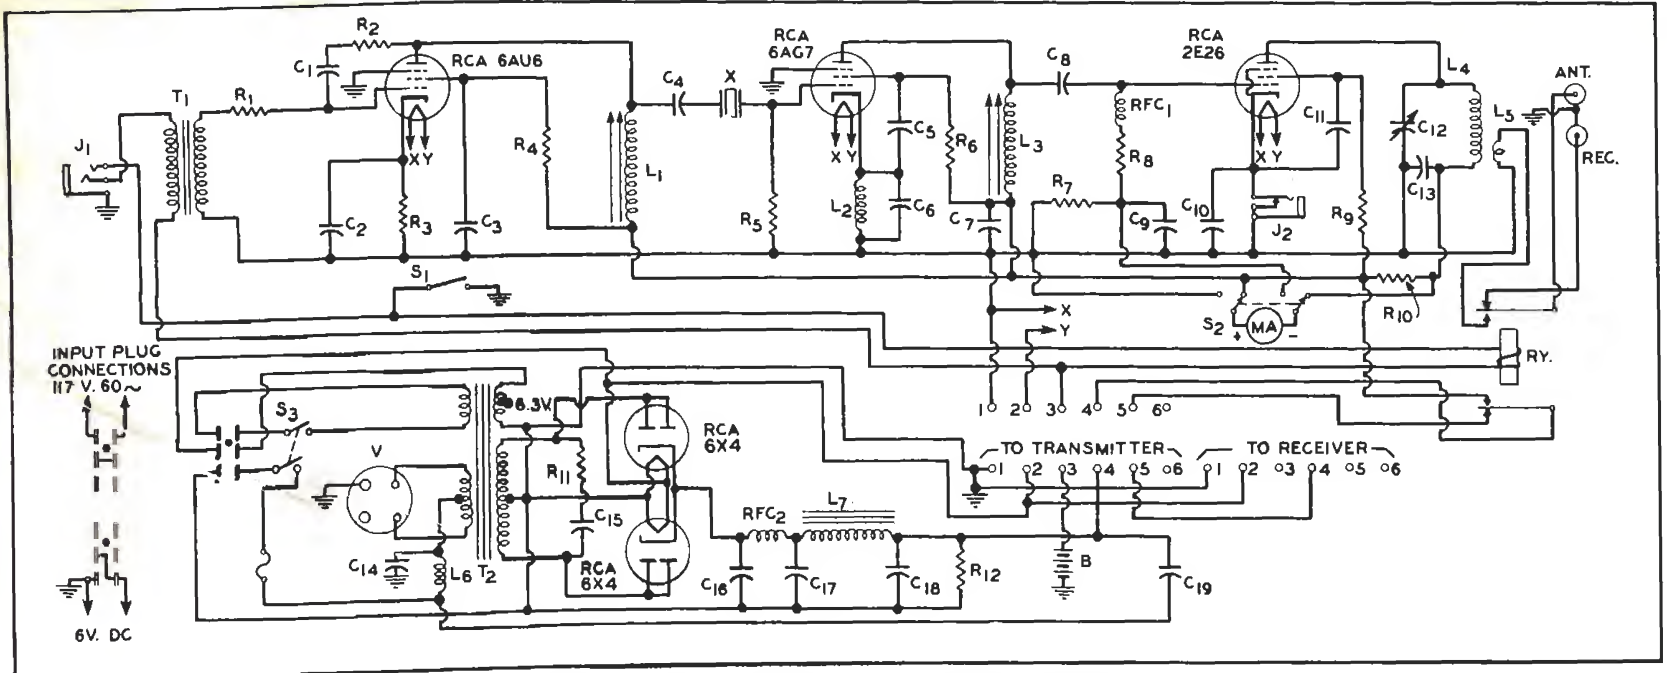 R2
RCA 6AU6
C1
T1
R1
J1
X Y
C2
R3
C3
R4
L1
S1
C4
X
RCA
6AG7
X Y
C5
R5
L2
C6
R6
C7
L3
C8
RFC1
R8
R7
C9
C10
RCA
2E26
X Y
C11
J2
R9
C12
C13
L4
L5
ANT.
REC.
R10
S2
MA
+ −
X
Y
RY.
1 2 3 4 5 6
INPUT PLUG
CONNECTIONS
117 V. 60~
6V. DC
S3
V
C14
L6
T2
6.3V.
R11
C15
RCA
6X4
RCA
6X4
RFC2
L7
C16
C17
C18
R12
B
C19
TO TRANSMITTER
1 2 3 4 5 6
TO RECEIVER
1 2 3 4 5 6